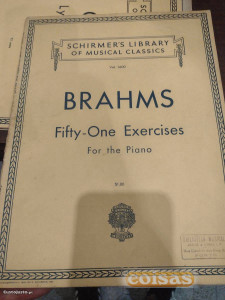 SCHIRMER'S LIBRARY
OF MUSICAL CLASSICS
BRAHMS
Fifty-One Exercises
For the Piano
coisas